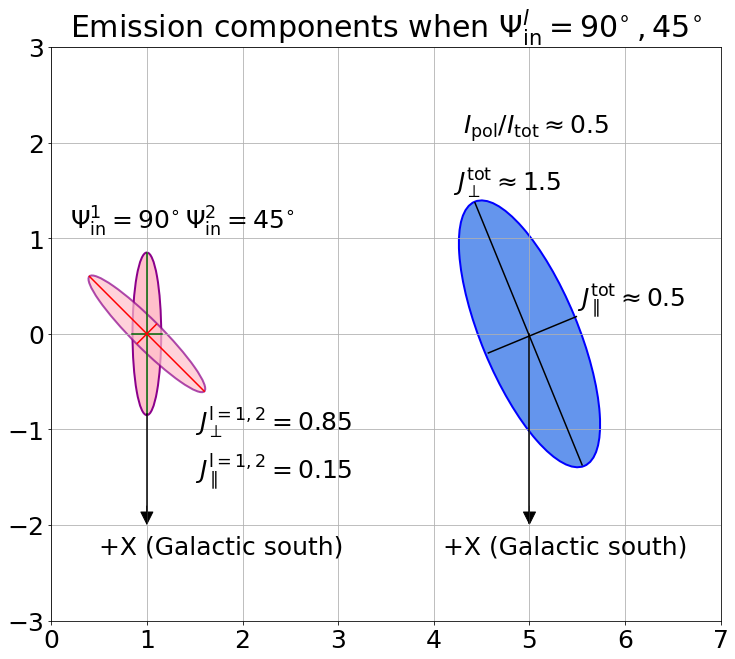 Emission components when Ψ^I_in = 90°, 45°
I_pol/I_tot ≈ 0.5
J^tot_⊥ ≈ 1.5
Ψ^1_in = 90° Ψ^2_in = 45°
J^tot_∥ ≈ 0.5
J^{l=1,2}_⊥ = 0.85
J^{l=1,2}_∥ = 0.15
+X (Galactic south)
+X (Galactic south)
3
2
1
0
−1
−2
−3
0 1 2 3 4 5 6 7